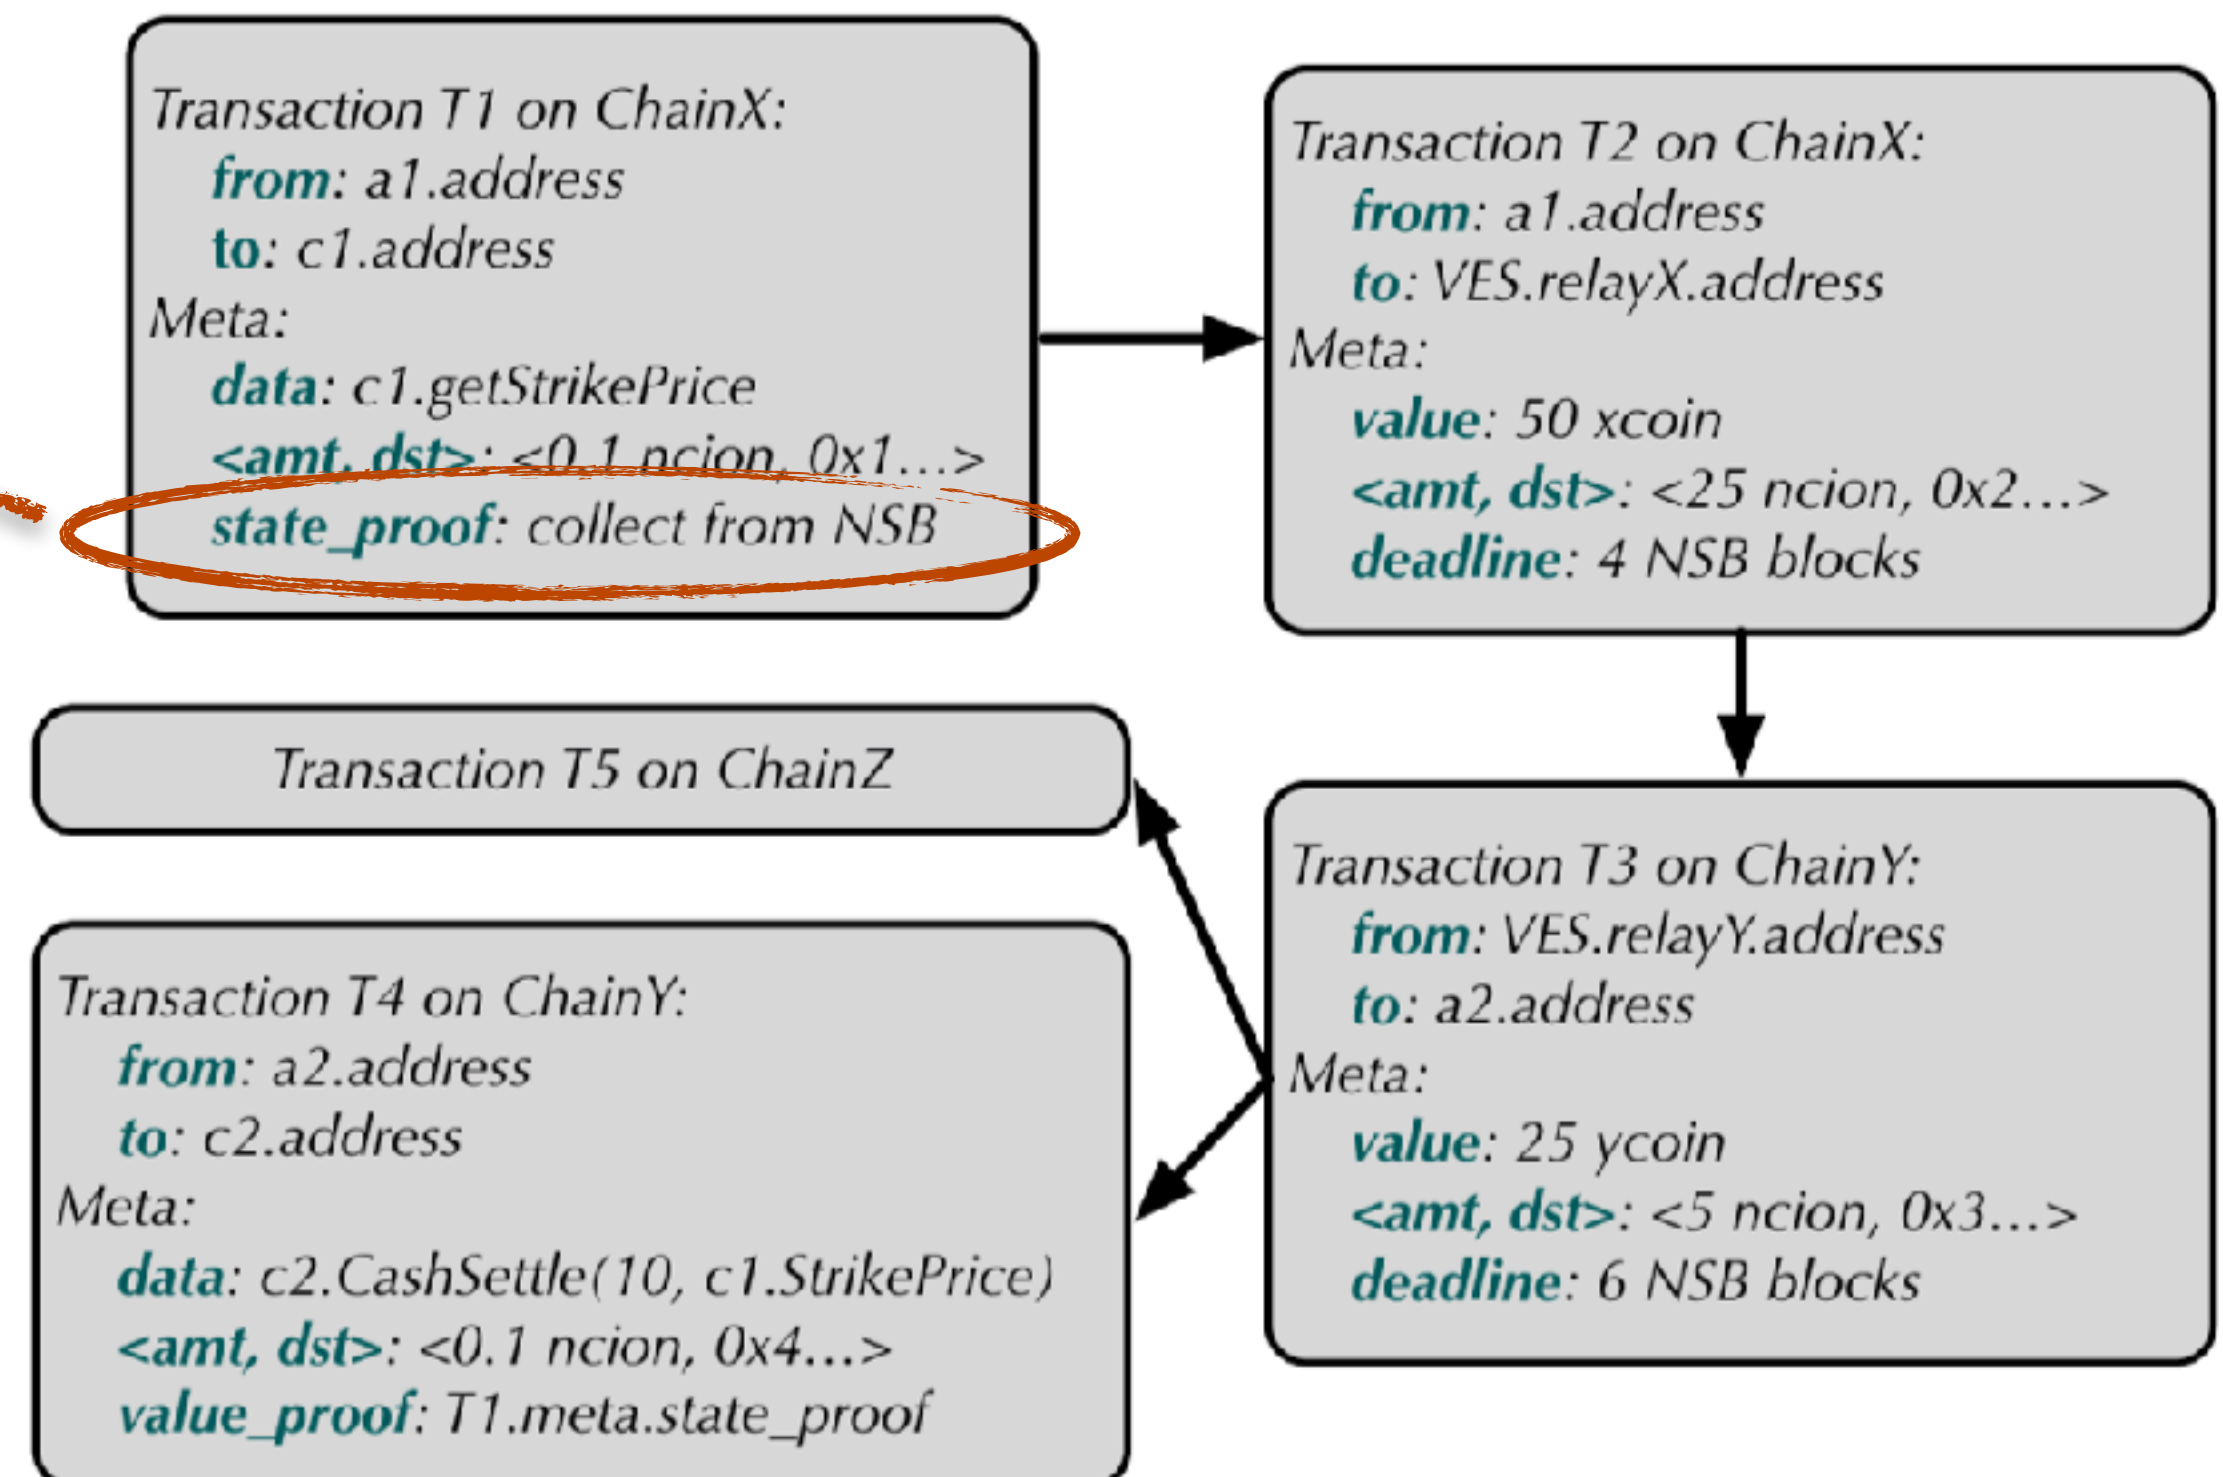 Transaction T1 on ChainX:
from: a1.address
to: c1.address
Meta:
data: c1.getStrikePrice
<amt, dst>: <0.1 ncion, 0x1...>
state_proof: collect from NSB
Transaction T2 on ChainX:
from: a1.address
to: VES.relayX.address
Meta:
value: 50 xcoin
<amt, dst>: <25 ncion, 0x2...>
deadline: 4 NSB blocks
Transaction T3 on ChainY:
from: VES.relayY.address
to: a2.address
Meta:
value: 25 ycoin
<amt, dst>: <5 ncion, 0x3...>
deadline: 6 NSB blocks
Transaction T5 on ChainZ
Transaction T4 on ChainY:
from: a2.address
to: c2.address
Meta:
data: c2.CashSettle(10, c1.StrikePrice)
<amt, dst>: <0.1 ncion, 0x4...>
value_proof: T1.meta.state_proof